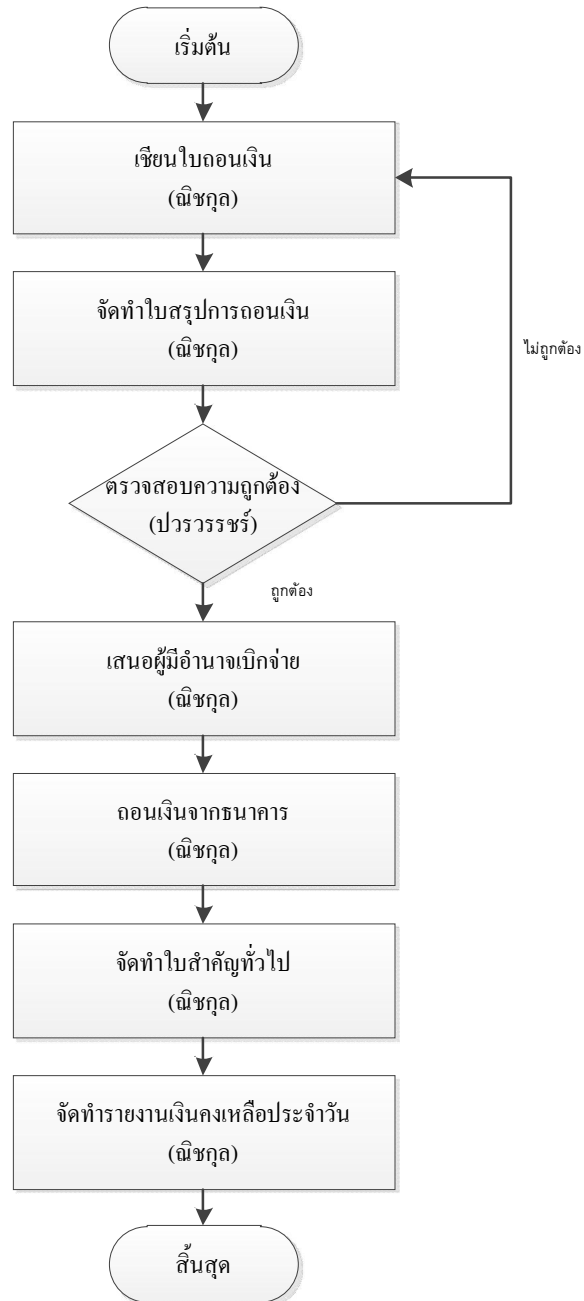 เริ่มต้น
เขียนใบถอนเงิน
(ณิชกุล)
จัดทำใบสรุปการถอนเงิน
(ณิชกุล)
ไม่ถูกต้อง
ตรวจสอบความถูกต้อง
(ปวรวรรชร์)
ถูกต้อง
เสนอผู้มีอำนาจเบิกจ่าย
(ณิชกุล)
ถอนเงินจากธนาคาร
(ณิชกุล)
จัดทำใบสำคัญทั่วไป
(ณิชกุล)
จัดทำรายงานเงินคงเหลือประจำวัน
(ณิชกุล)
สิ้นสุด